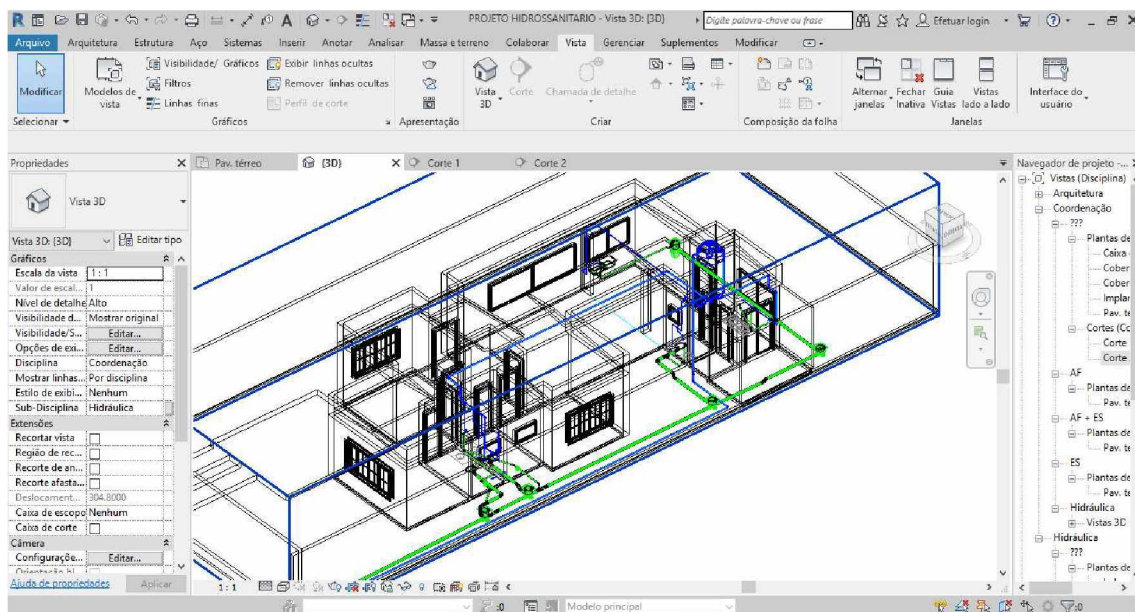 PROJETO HIDROSSANITARIO - Vista 3D: {3D}
Digite palavra-chave ou frase
Efetuar login
Arquivo Arquitetura Estrutura Aço Sistemas Inserir Anotar Analisar Massa e terreno Colaborar Vista Gerenciar Suplementos Modificar
Modificar
Modelos de vista
Visibilidade/ Gráficos
Filtros
Linhas finas
Exibir linhas ocultas
Remover linhas ocultas
Perfil de corte
Vista 3D
Corte
Chamada de detalhe
Alternar janelas
Fechar Inativa
Guia Vistas
Vistas lado a lado
Interface do usuário
Selecionar
Gráficos
Apresentação
Criar
Composição da folha
Janelas
Propriedades
Pav. térreo
{3D}
Corte 1
Corte 2
Navegador de projeto -...
Vista 3D
Vista 3D: {3D}
Editar tipo
Gráficos
Escala da vista 1 : 1
Valor de escal... 1
Nível de detalhe Alto
Visibilidade d... Mostrar original
Visibilidade/S... Editar...
Opções de exi... Editar...
Disciplina Coordenação
Mostrar linhas... Por disciplina
Estilo de exibi... Nenhum
Sub-Disciplina Hidráulica
Extensões
Recortar vista
Região de rec...
Recorte de an...
Recorte afasta...
Deslocament... 304.8000
Caixa de escopo Nenhum
Caixa de corte
Câmera
Configuraçõe... Editar...
Ajuda de propriedades
Aplicar
Vistas (Disciplina)
Arquitetura
Coordenação
???
Plantas de
Caixa
Cober
Cober
Implar
Pav. te
Cortes (Co
Corte
Corte
AF
Plantas de
Pav. te
AF + ES
Plantas de
Pav. te
ES
Plantas de
Pav. te
Hidráulica
Vistas 3D
Hidráulica
???
Plantas de
1 : 1
:0
Modelo principal
:0